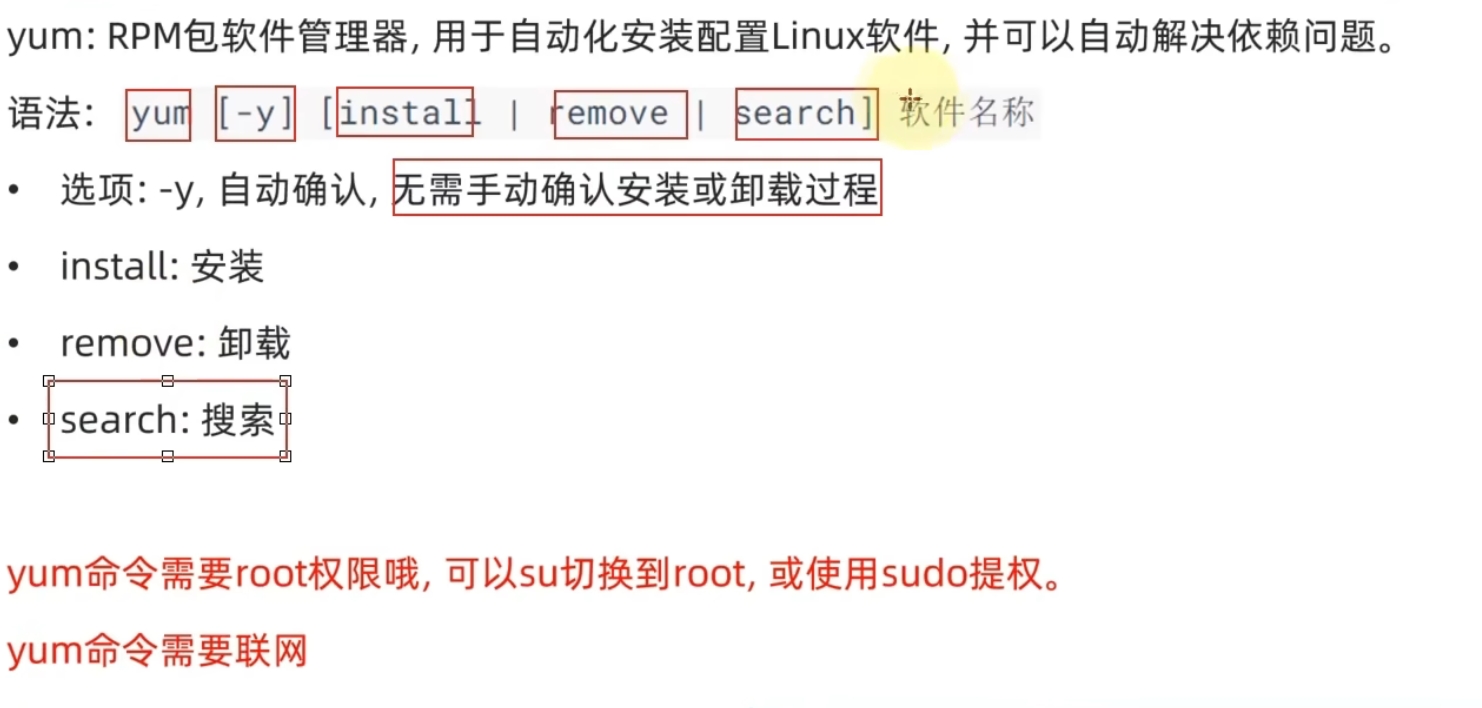 yum: RPM包软件管理器, 用于自动化安装配置Linux软件, 并可以自动解决依赖问题。
语法: yum [-y] [install | remove | search] 软件名称
• 选项: -y, 自动确认, 无需手动确认安装或卸载过程
• install: 安装
• remove: 卸载
• search: 搜索
yum命令需要root权限哦, 可以su切换到root, 或使用sudo提权。
yum命令需要联网